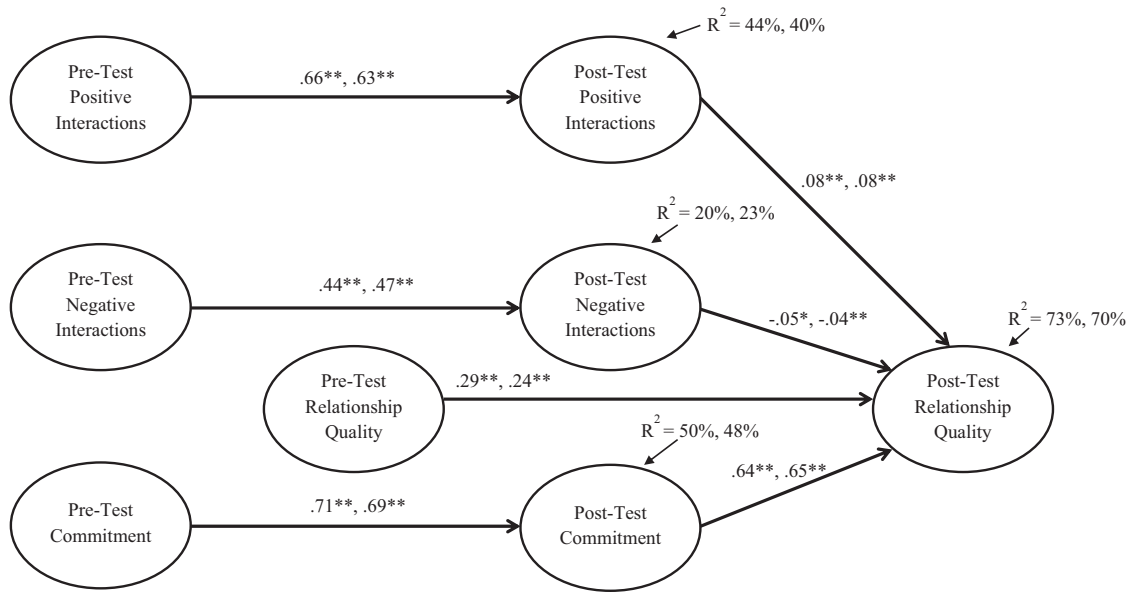 R² = 44%, 40%
Pre-Test
Positive
Interactions
.66**, .63**
Post-Test
Positive
Interactions
.08**, .08**
R² = 20%, 23%
Pre-Test
Negative
Interactions
.44**, .47**
Post-Test
Negative
Interactions
-.05*, -.04**
R² = 73%, 70%
Pre-Test
Relationship
Quality
.29**, .24**
Post-Test
Relationship
Quality
R² = 50%, 48%
.64**, .65**
Pre-Test
Commitment
.71**, .69**
Post-Test
Commitment